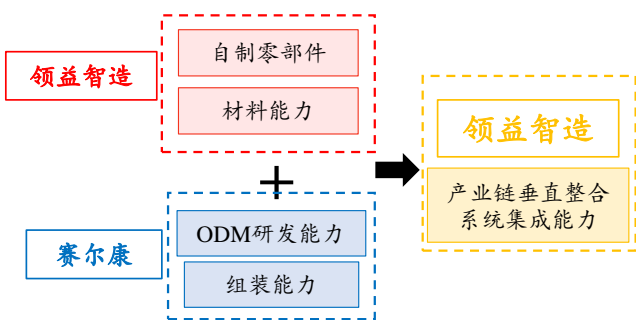 领益智造
自制零部件
材料能力
赛尔康
ODM研发能力
组装能力
领益智造
产业链垂直整合
系统集成能力